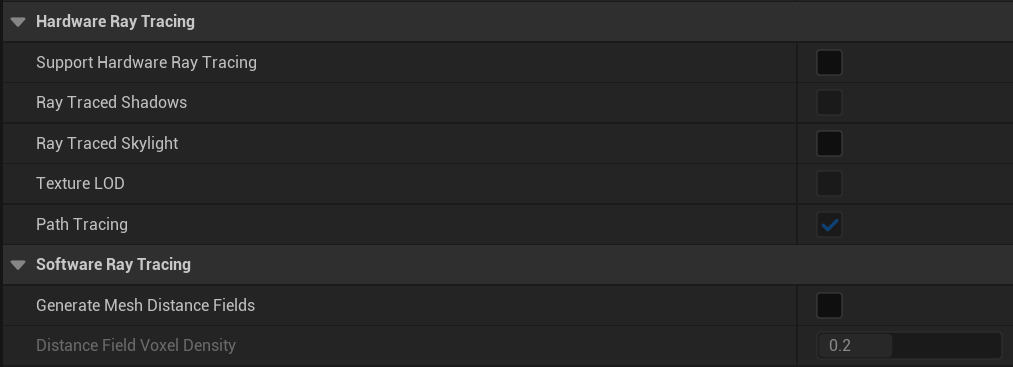 Hardware Ray Tracing
Support Hardware Ray Tracing
Ray Traced Shadows
Ray Traced Skylight
Texture LOD
Path Tracing
Software Ray Tracing
Generate Mesh Distance Fields
Distance Field Voxel Density 0.2